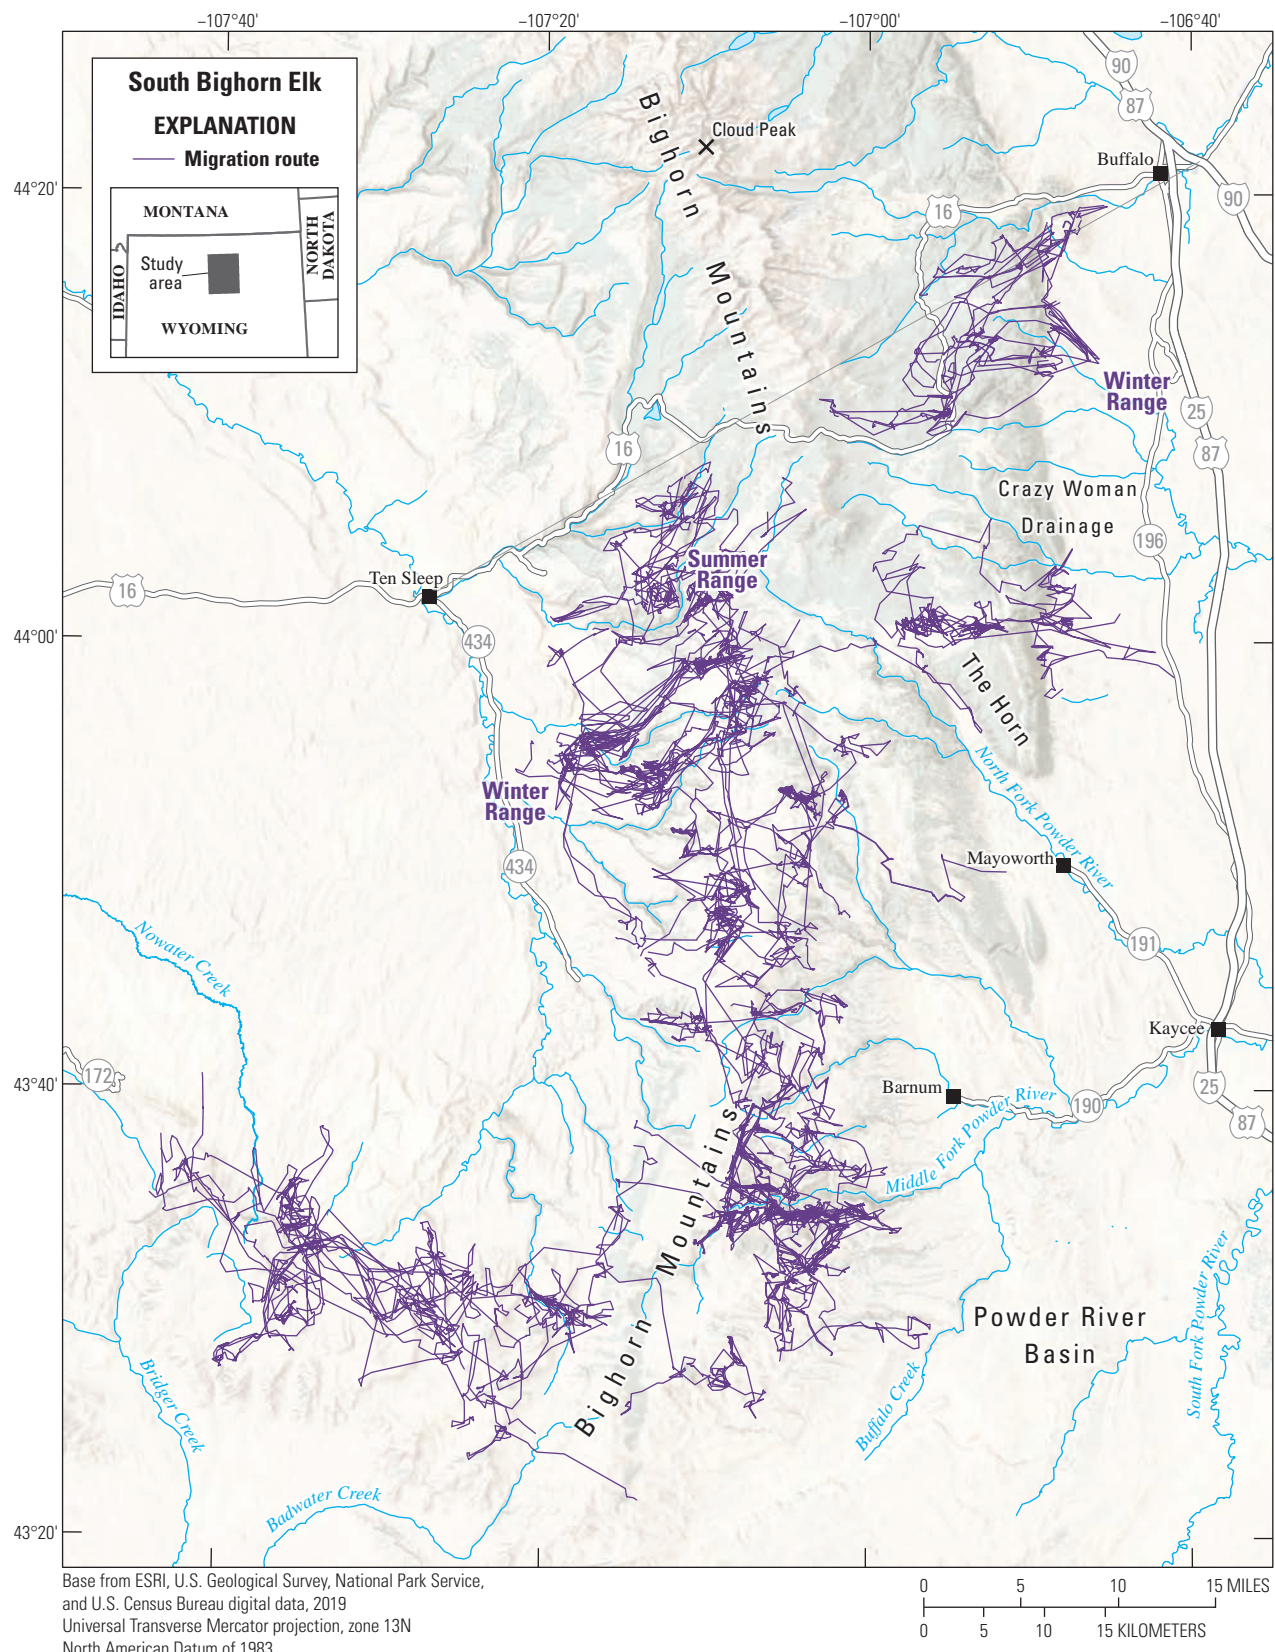 −107°40'
−107°20'
−107°00'
−106°40'
South Bighorn Elk
EXPLANATION
Migration route
MONTANA
NORTH
DAKOTA
IDAHO
Study
area
WYOMING
44°20'
44°00'
43°40'
43°20'
Bighorn
Mountains
Cloud Peak
90
87
Buffalo
16
90
Winter
Range
25
87
16
Crazy Woman
Drainage
196
Summer
Range
Ten Sleep
16
434
The Horn
North Fork Powder River
Winter
Range
434
Mayoworth
191
Nowater Creek
Kaycee
172
Barnum
190
25
87
Middle Fork Powder River
Bighorn Mountains
South Fork Powder River
Powder River
Basin
Buffalo Creek
Bridger Creek
Badwater Creek
Base from ESRI, U.S. Geological Survey, National Park Service,
and U.S. Census Bureau digital data, 2019
Universal Transverse Mercator projection, zone 13N
North American Datum of 1983
0 5 10 15 MILES
0 5 10 15 KILOMETERS